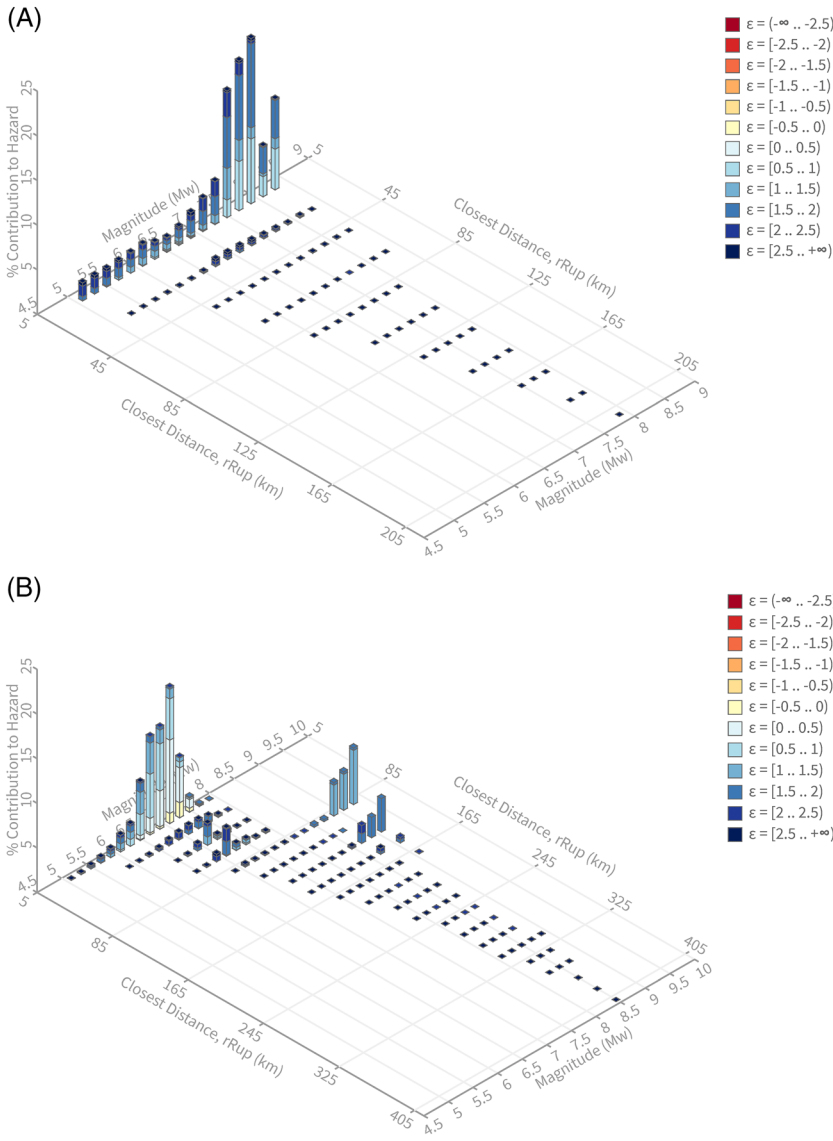 (A)
ε = (-∞ .. -2.5)
ε = [-2.5 .. -2)
ε = [-2 .. -1.5)
ε = [-1.5 .. -1)
ε = [-1 .. -0.5)
ε = [-0.5 .. 0)
ε = [0 .. 0.5)
ε = [0.5 .. 1)
ε = [1 .. 1.5)
ε = [1.5 .. 2)
ε = [2 .. 2.5)
ε = [2.5 .. +∞)
% Contribution to Hazard
25
20
15
10
5
4.5
5
5
5.5
6
6.5
7
9
5
Magnitude (Mw)
Closest Distance, rRup (km)
45
85
125
165
205
5
45
85
125
165
205
Closest Distance, rRup (km)
4.5
5
5.5
6
6.5
7
7.5
8
8.5
9
Magnitude (Mw)
(B)
ε = (-∞ .. -2.5
ε = [-2.5 .. -2)
ε = [-2 .. -1.5)
ε = [-1.5 .. -1)
ε = [-1 .. -0.5)
ε = [-0.5 .. 0)
ε = [0 .. 0.5)
ε = [0.5 .. 1)
ε = [1 .. 1.5)
ε = [1.5 .. 2)
ε = [2 .. 2.5)
ε = [2.5 .. +∞)
% Contribution to Hazard
25
20
15
10
5
4.5
5
5.5
6
8
8.5
9
9.5
10
5
Closest Distance, rRup (km)
85
165
245
325
405
5
85
165
245
325
405
Closest Distance, rRup (km)
4.5
5
5.5
6
6.5
7
7.5
8
8.5
9
9.5
10
Magnitude (Mw)